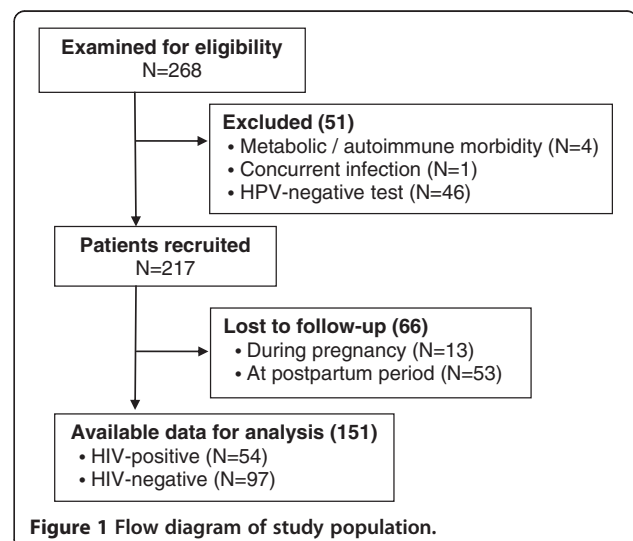 Examined for eligibility
N=268
Excluded (51)
• Metabolic / autoimmune morbidity (N=4)
• Concurrent infection (N=1)
• HPV-negative test (N=46)
Patients recruited
N=217
Lost to follow-up (66)
• During pregnancy (N=13)
• At postpartum period (N=53)
Available data for analysis (151)
• HIV-positive (N=54)
• HIV-negative (N=97)
Figure 1 Flow diagram of study population.